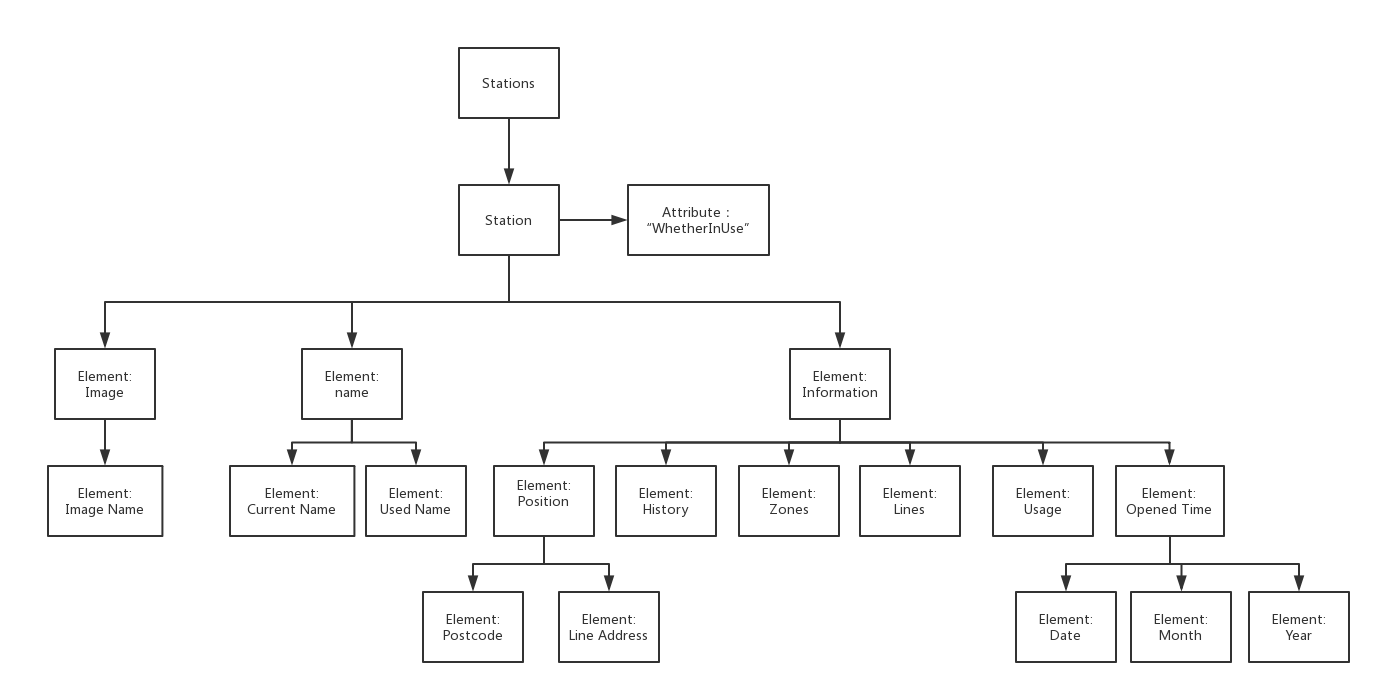 Stations
Station
Attribute：
“WhetherInUse”
Element:
Image
Element:
name
Element:
Information
Element:
Image Name
Element:
Current Name
Element:
Used Name
Element:
Position
Element:
History
Element:
Zones
Element:
Lines
Element:
Usage
Element:
Opened Time
Element:
Postcode
Element:
Line Address
Element:
Date
Element:
Month
Element:
Year